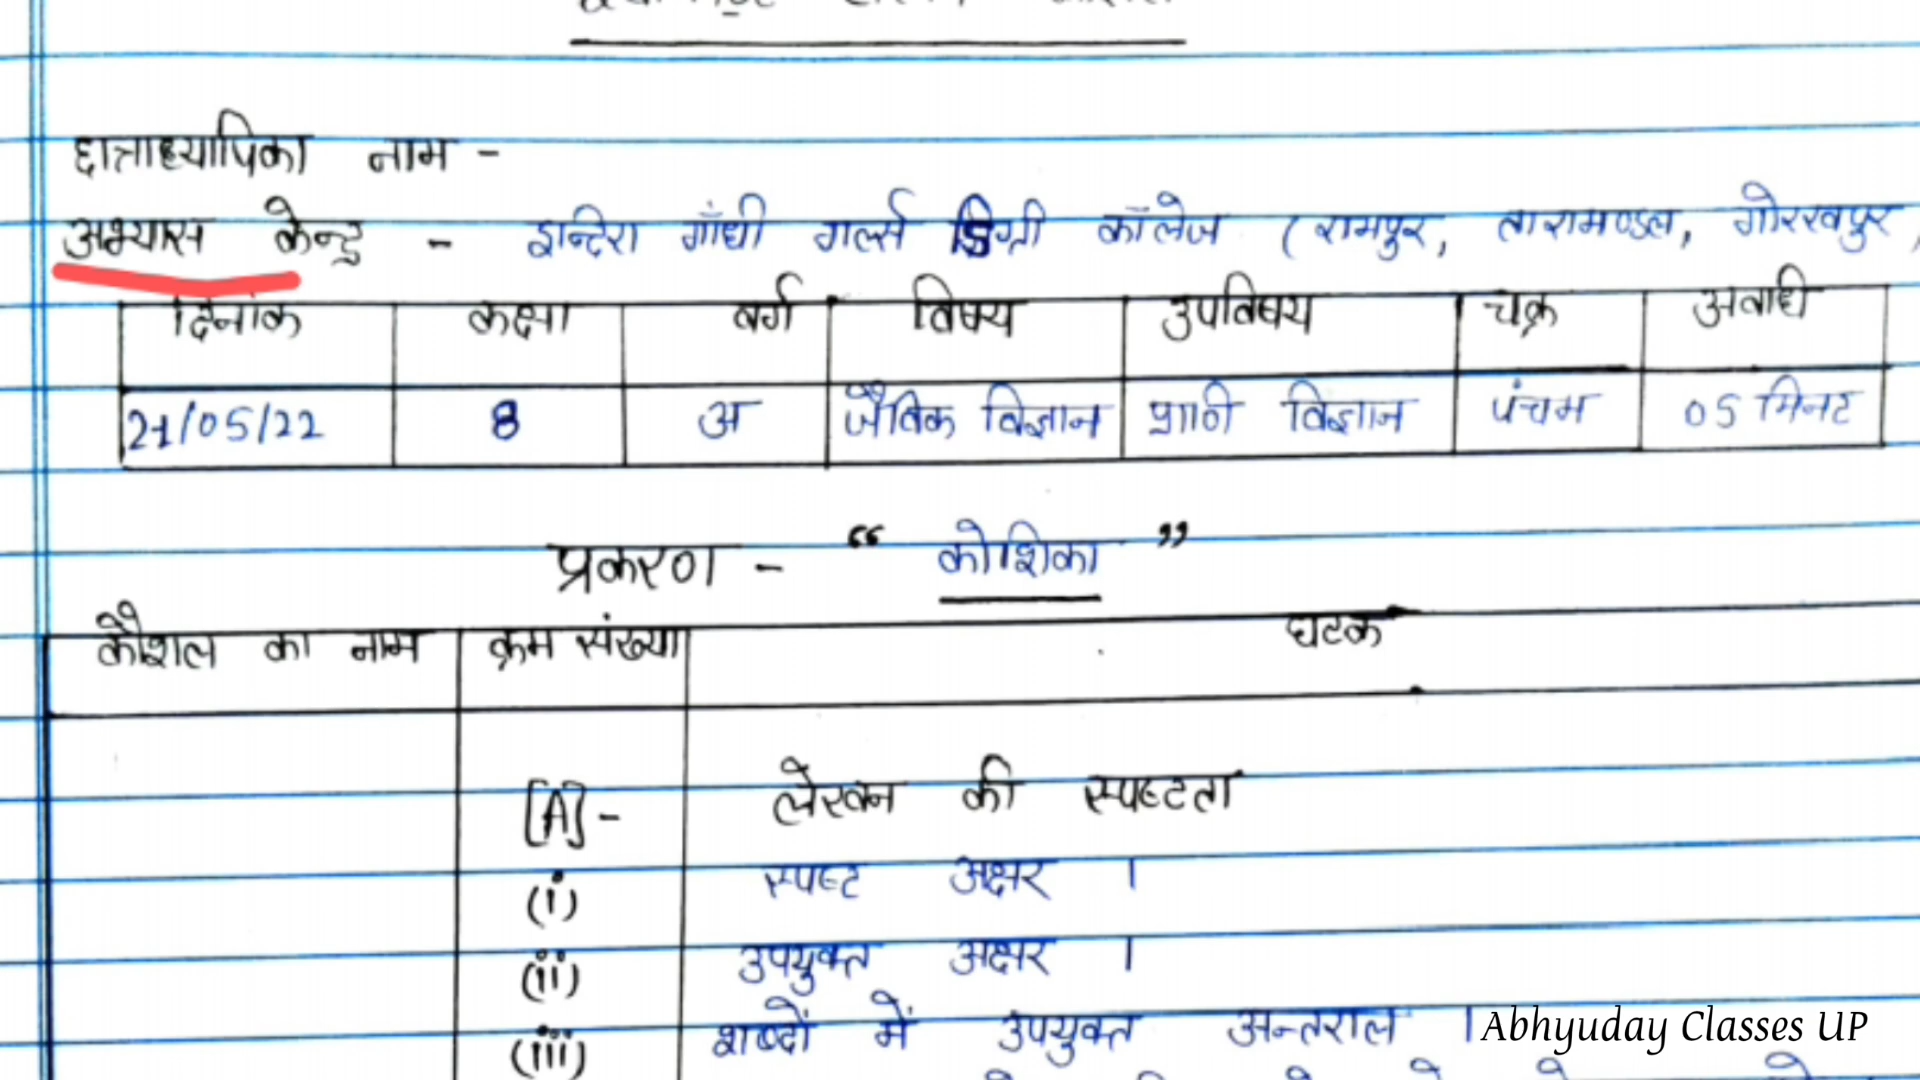 छात्राध्यापिका नाम -
अभ्यास केन्द्र - इन्दिरा गाँधी गर्ल्स डिग्री कॉलेज (रामपुर, तारामण्डल, गोरखपुर
दिनांक कक्षा वर्ग विषय उपविषय चक्र अवधि
21/05/22 8 अ जैविक विज्ञान प्राणी विज्ञान पंचम 05 मिनट
प्रकरण - “ कोशिका ”
कौशल का नाम क्रम संख्या घटक
[A] - लेखन की स्पष्टता
(i) स्पष्ट अक्षर ।
(ii) उपयुक्त अक्षर ।
(iii) शब्दों में उपयुक्त अन्तराल ।
Abhyuday Classes UP